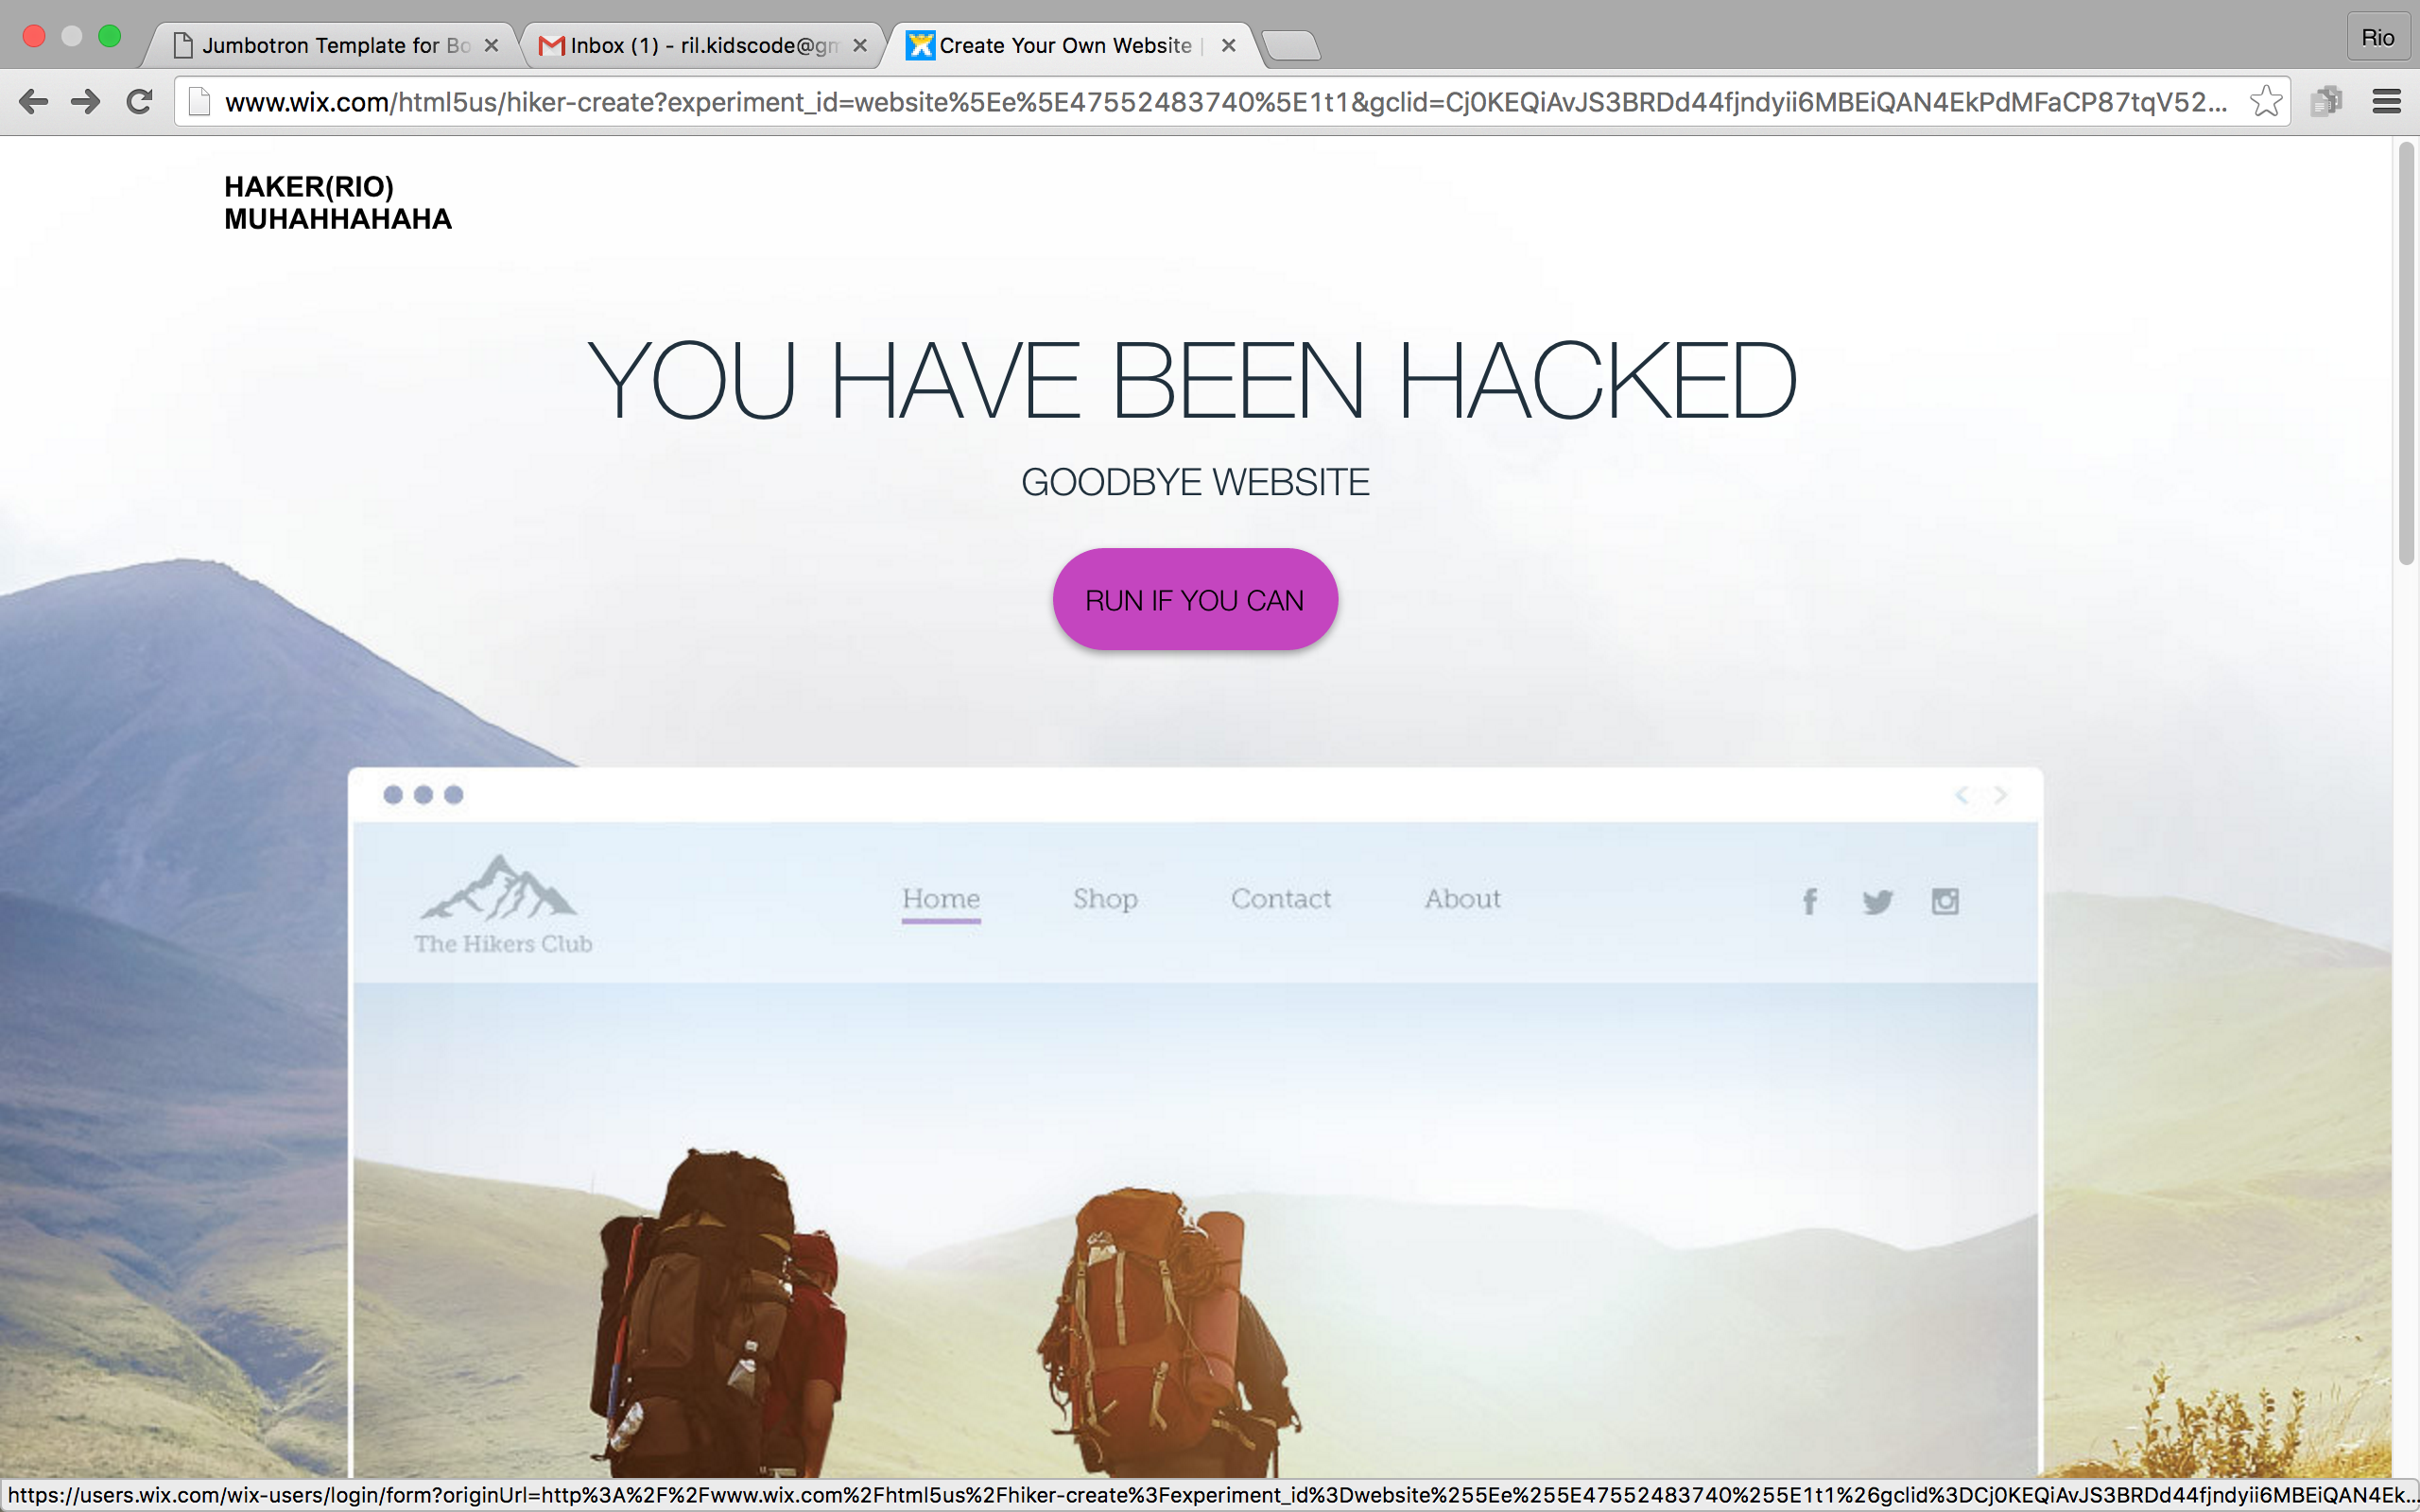 Jumbotron Template for Bo
Inbox (1) - ril.kidscode@gm
Create Your Own Website |
Rio
www.wix.com/html5us/hiker-create?experiment_id=website%5Ee%5E47552483740%5E1t1&gclid=Cj0KEQiAvJS3BRDd44fjndyii6MBEiQAN4EkPdMFaCP87tqV52...
HAKER(RIO)
MUHAHHAHAHA
YOU HAVE BEEN HACKED
GOODBYE WEBSITE
RUN IF YOU CAN
The Hikers Club
Home
Shop
Contact
About
https://users.wix.com/wix-users/login/form?originUrl=http%3A%2F%2Fwww.wix.com%2Fhtml5us%2Fhiker-create%3Fexperiment_id%3Dwebsite%255Ee%255E47552483740%255E1t1%26gclid%3DCj0KEQiAvJS3BRDd44fjndyii6MBEiQAN4Ek...